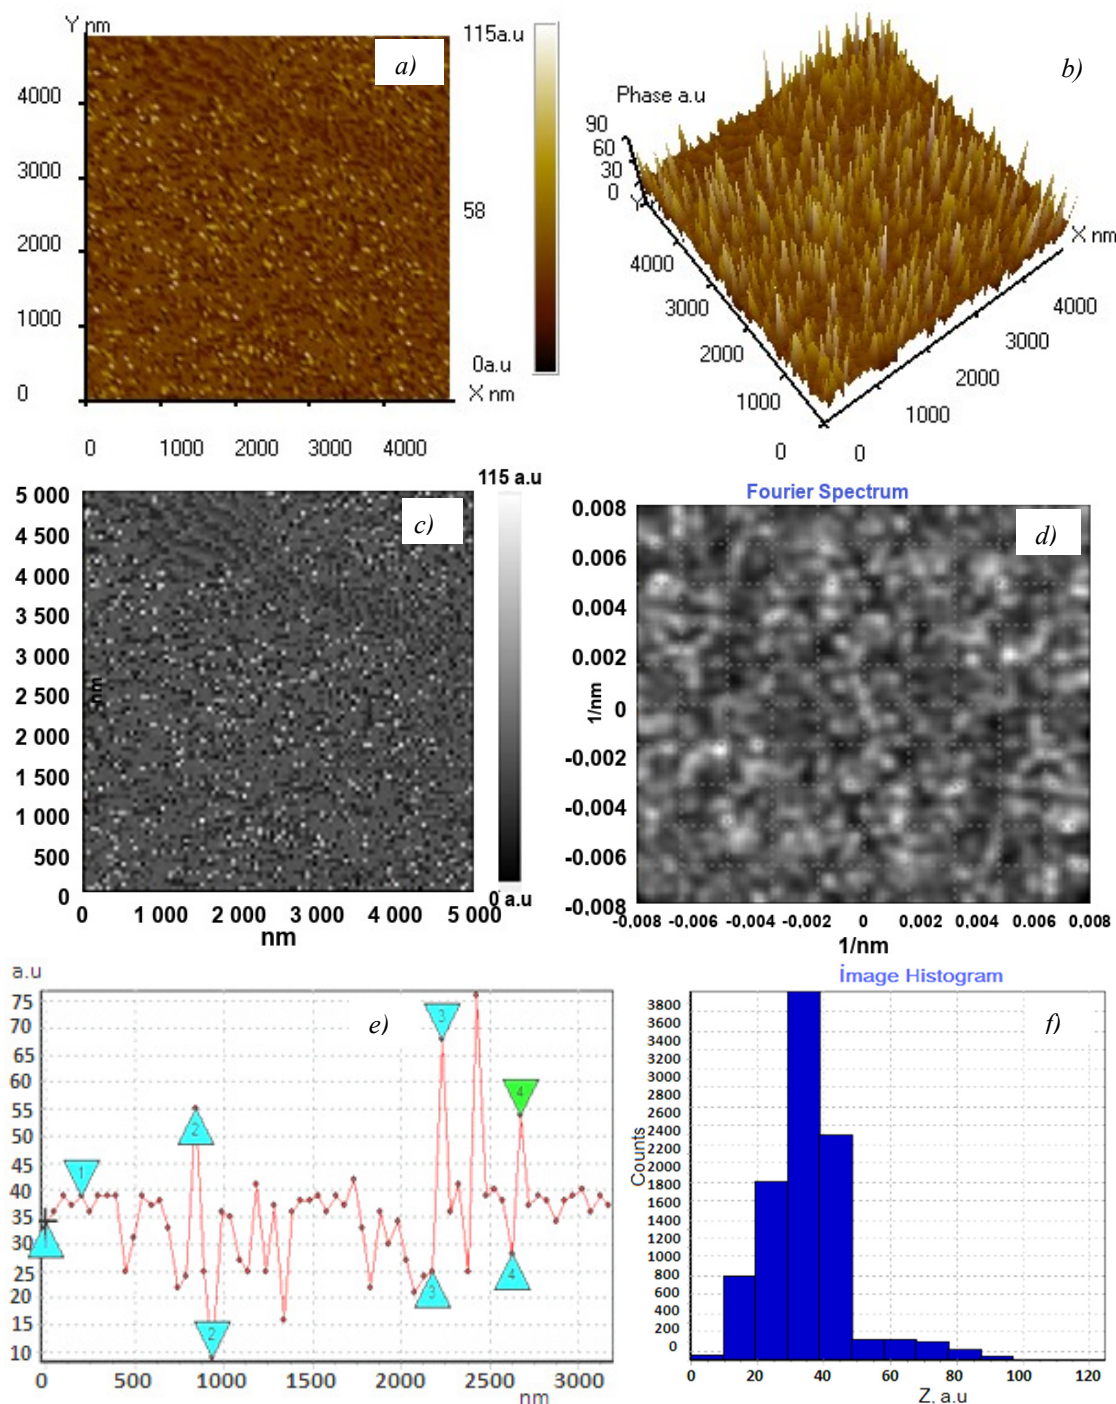 Y nm
115a.u
a)
4000
3000
58
2000
1000
0a.u
0
X nm
0 1000 2000 3000 4000
b)
Phase a.u
90
60
30
0
Y
X nm
4000
4000
3000
3000
2000
2000
1000
1000
0
0
115 a.u
5 000
c)
4 500
4 000
3 500
3 000
2 500
nm
2 000
1 500
1 000
500
0
0 a.u
0 1 000 2 000 3 000 4 000 5 000
nm
Fourier Spectrum
0.008
d)
0.006
0.004
0.002
1/nm
0
-0.002
-0.004
-0.006
-0.008
-0.008 -0,006 -0.004 -0,002 0 0.002 0.004 0.006 0,008
1/nm
a.u
75
e)
3
70
65
60
4
55
2
50
45
1
40
35
30
1
25
4
3
20
15
2
10
0 500 1000 1500 2000 2500 3000
nm
İmage Histogram
3800
f)
3600
3400
3200
3000
2800
2600
2400
2200
2000
Counts
1800
1600
1400
1200
1000
800
600
400
200
0
0 20 40 60 80 100 120
Z, a.u